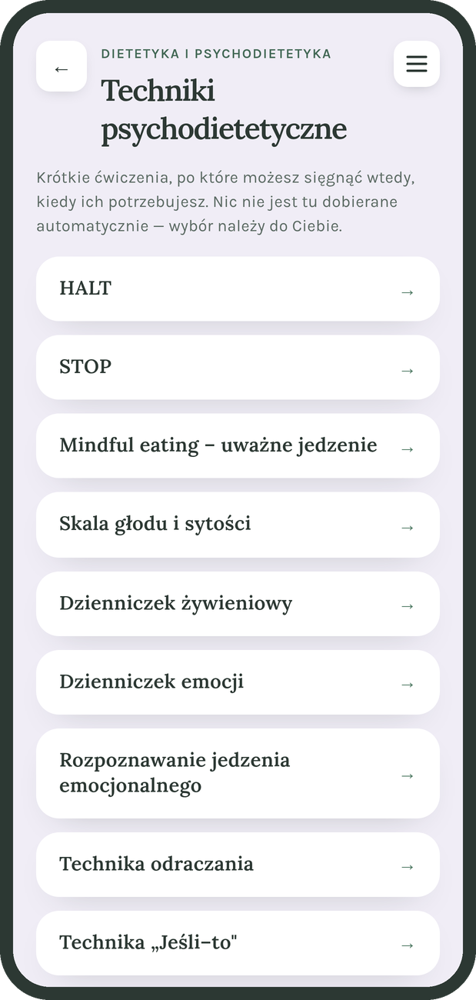 ←
DIETETYKA I PSYCHODIETETYKA
Techniki
psychodietetyczne
Krótkie ćwiczenia, po które możesz sięgnąć wtedy,
kiedy ich potrzebujesz. Nic nie jest tu dobierane
automatycznie — wybór należy do Ciebie.
HALT →
STOP →
Mindful eating – uważne jedzenie →
Skala głodu i sytości →
Dzienniczek żywieniowy →
Dzienniczek emocji →
Rozpoznawanie jedzenia
emocjonalnego →
Technika odraczania →
Technika „Jeśli–to" →